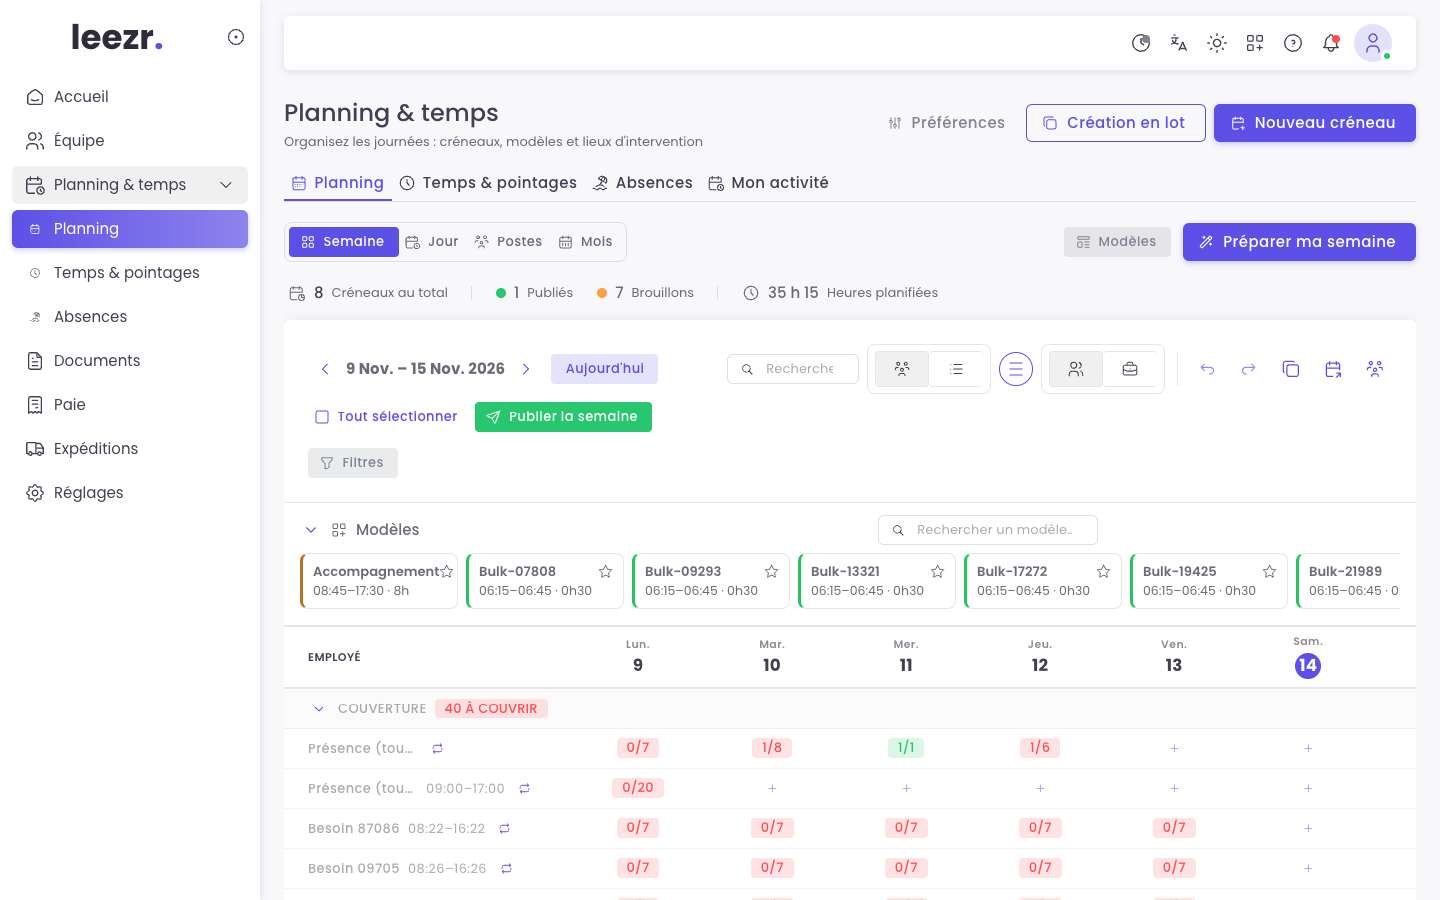 leezr.
Accueil
Équipe
Planning & temps
Planning
Temps & pointages
Absences
Documents
Paie
Expéditions
Réglages
Planning & temps
Organisez les journées : créneaux, modèles et lieux d'intervention
Préférences
Création en lot
Nouveau créneau
Planning Temps & pointages Absences Mon activité
Semaine Jour Postes Mois
Modèles
Préparer ma semaine
8 Créneaux au total 1 Publiés 7 Brouillons 35 h 15 Heures planifiées
9 Nov. – 15 Nov. 2026 Aujourd'hui Recherche
Tout sélectionner Publier la semaine
Filtres
Modèles Rechercher un modèle..
Accompagnement Bulk-07808 Bulk-09293 Bulk-13321 Bulk-17272 Bulk-19425 Bulk-21989
08:45–17:30 · 8h 06:15–06:45 · 0h30 06:15–06:45 · 0h30 06:15–06:45 · 0h30 06:15–06:45 · 0h30 06:15–06:45 · 0h30 06:15–06:45 · 0
Lun. Mar. Mer. Jeu. Ven. Sam.
EMPLOYÉ 9 10 11 12 13 14
COUVERTURE 40 À COUVRIR
Présence (tou... 0/7 1/8 1/1 1/6 + +
Présence (tou... 09:00–17:00 0/20 + + + + +
Besoin 87086 08:22–16:22 0/7 0/7 0/7 0/7 0/7 +
Besoin 09705 08:26–16:26 0/7 0/7 0/7 0/7 0/7 +